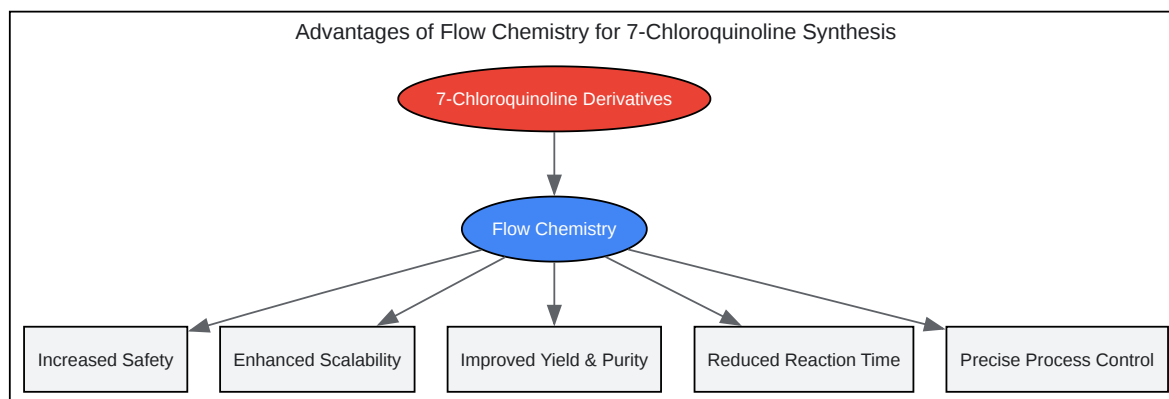 Advantages of Flow Chemistry for 7-Chloroquinoline Synthesis
7-Chloroquinoline Derivatives
Flow Chemistry
Increased Safety
Enhanced Scalability
Improved Yield & Purity
Reduced Reaction Time
Precise Process Control